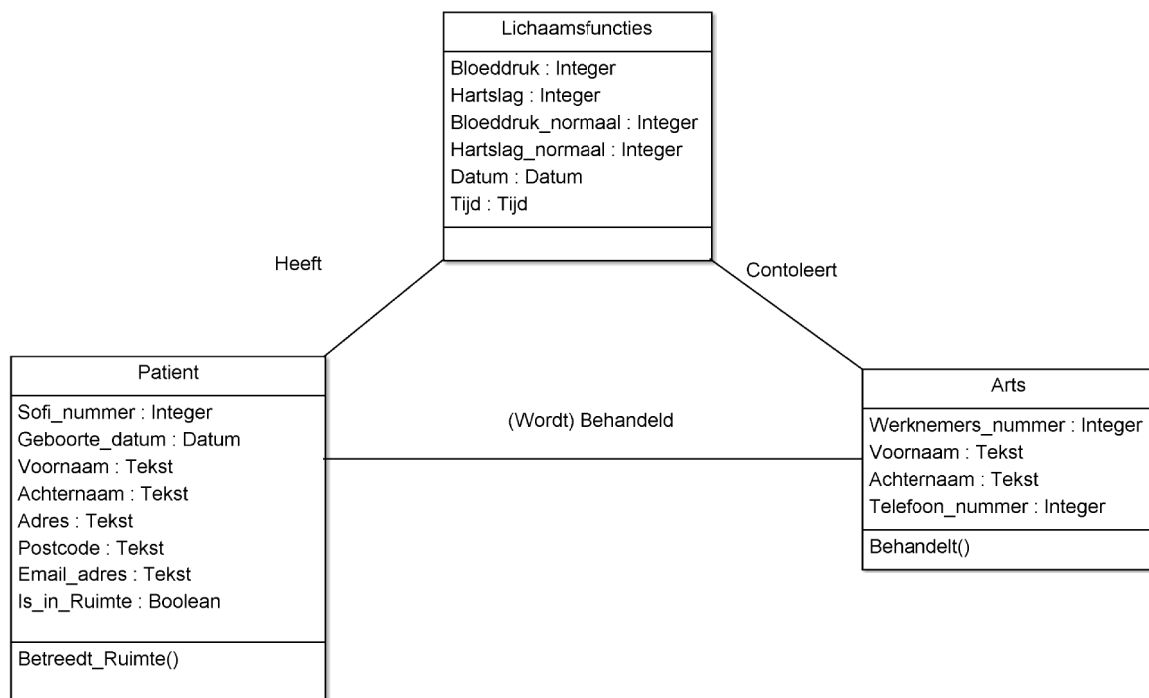 Lichaamsfuncties
Bloeddruk : Integer
Hartslag : Integer
Bloeddruk_normaal : Integer
Hartslag_normaal : Integer
Datum : Datum
Tijd : Tijd
Heeft
Contoleert
Patient
Sofi_nummer : Integer
Geboorte_datum : Datum
Voornaam : Tekst
Achternaam : Tekst
Adres : Tekst
Postcode : Tekst
Email_adres : Tekst
Is_in_Ruimte : Boolean
Betreedt_Ruimte()
(Wordt) Behandeld
Arts
Werknemers_nummer : Integer
Voornaam : Tekst
Achternaam : Tekst
Telefoon_nummer : Integer
Behandelt()